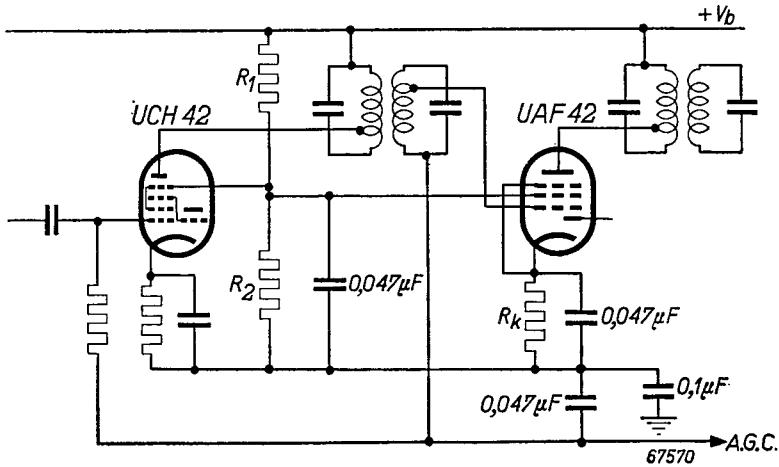 +Vb
R1
UCH 42
UAF 42
R2
0,047µF
Rk
0,047µF
0,047µF
0,1µF
A.G.C.
67570